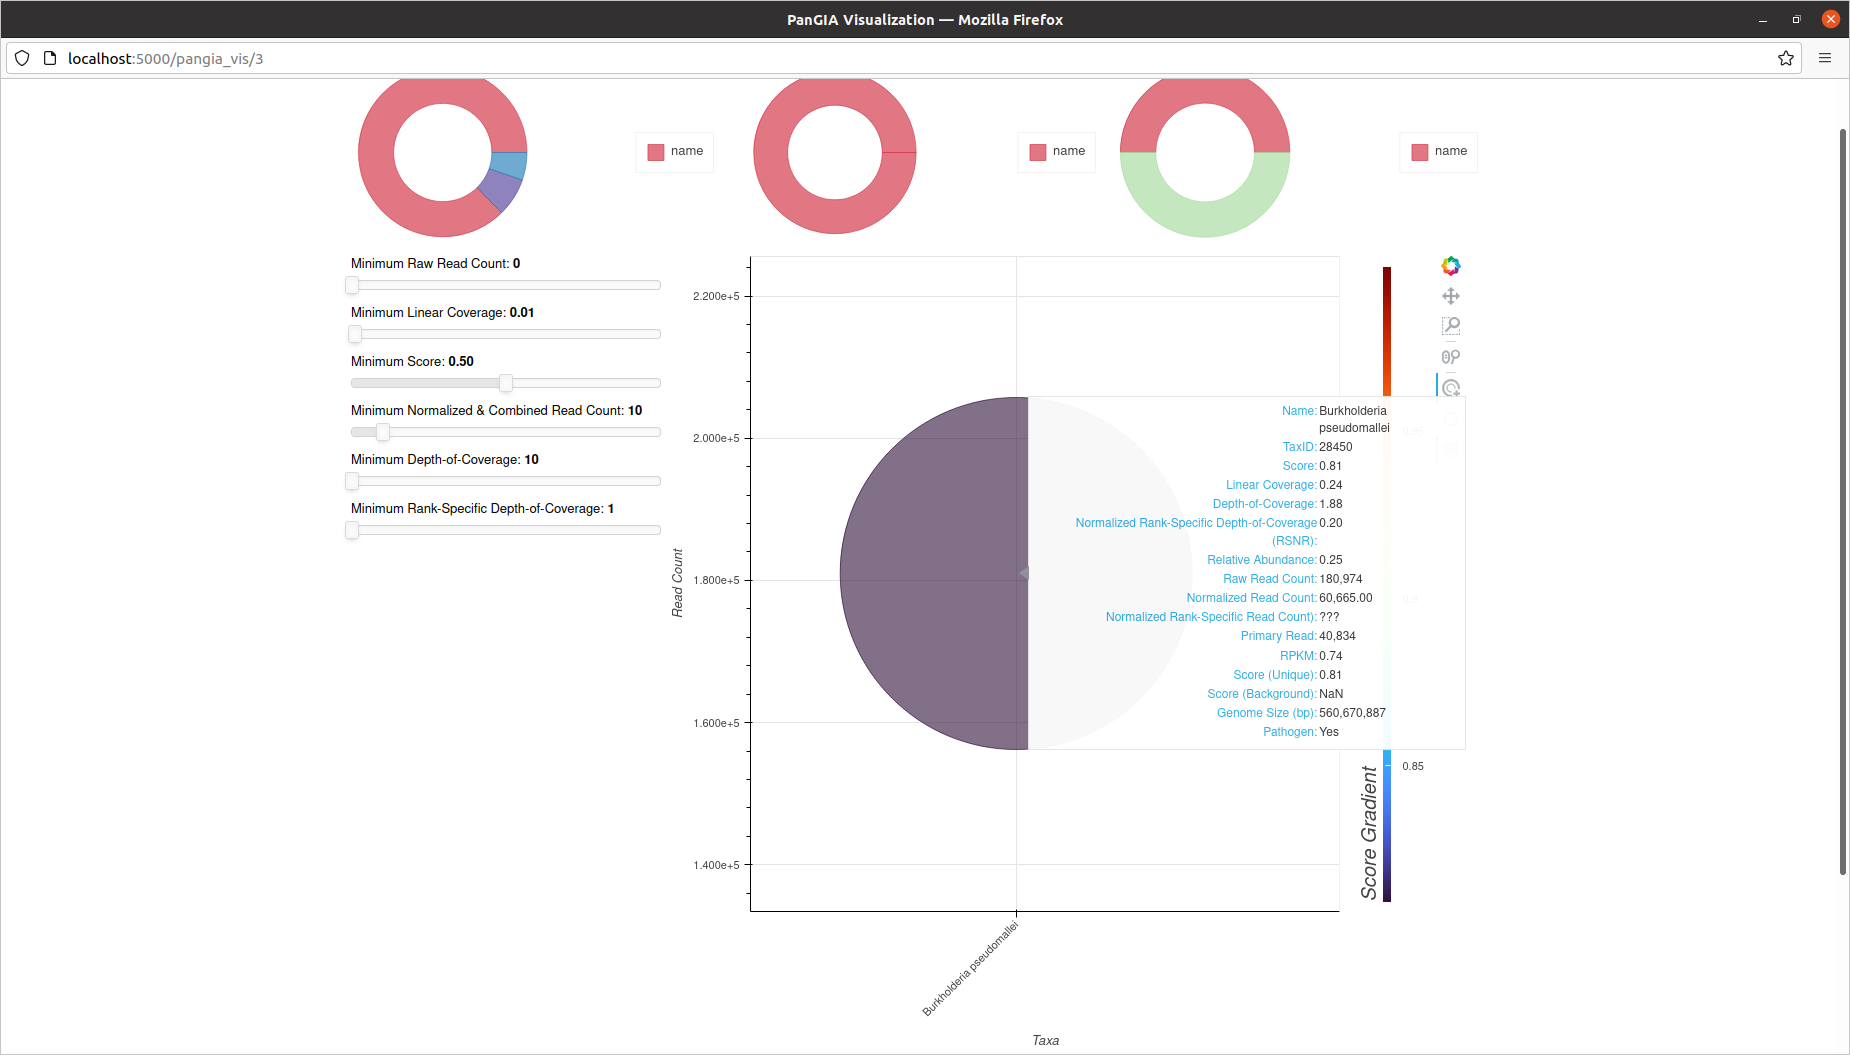 PanGIA Visualization — Mozilla Firefox
localhost:5000/pangia_vis/3
name
name
name
Minimum Raw Read Count: 0
Minimum Linear Coverage: 0.01
Minimum Score: 0.50
Minimum Normalized & Combined Read Count: 10
Minimum Depth-of-Coverage: 10
Minimum Rank-Specific Depth-of-Coverage: 1
Read Count
2.200e+5
2.000e+5
1.800e+5
1.600e+5
1.400e+5
Name: Burkholderia
pseudomallei
TaxID: 28450
Score: 0.81
Linear Coverage: 0.24
Depth-of-Coverage: 1.88
Normalized Rank-Specific Depth-of-Coverage 0.20
(RSNR):
Relative Abundance: 0.25
Raw Read Count: 180,974
Normalized Read Count: 60,665.00
Normalized Rank-Specific Read Count): ???
Primary Read: 40,834
RPKM: 0.74
Score (Unique): 0.81
Score (Background): NaN
Genome Size (bp): 560,670,887
Pathogen: Yes
0.95
0.9
0.85
Score Gradient
Burkholderia pseudomallei
Taxa